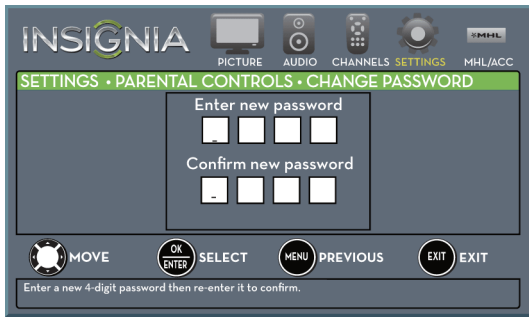 INSIGNIA
PICTURE AUDIO CHANNELS SETTINGS MHL MHL/ACC
SETTINGS • PARENTAL CONTROLS • CHANGE PASSWORD
Enter new password
Confirm new password
MOVE OK ENTER SELECT MENU PREVIOUS EXIT EXIT
Enter a new 4-digit password then re-enter it to confirm.